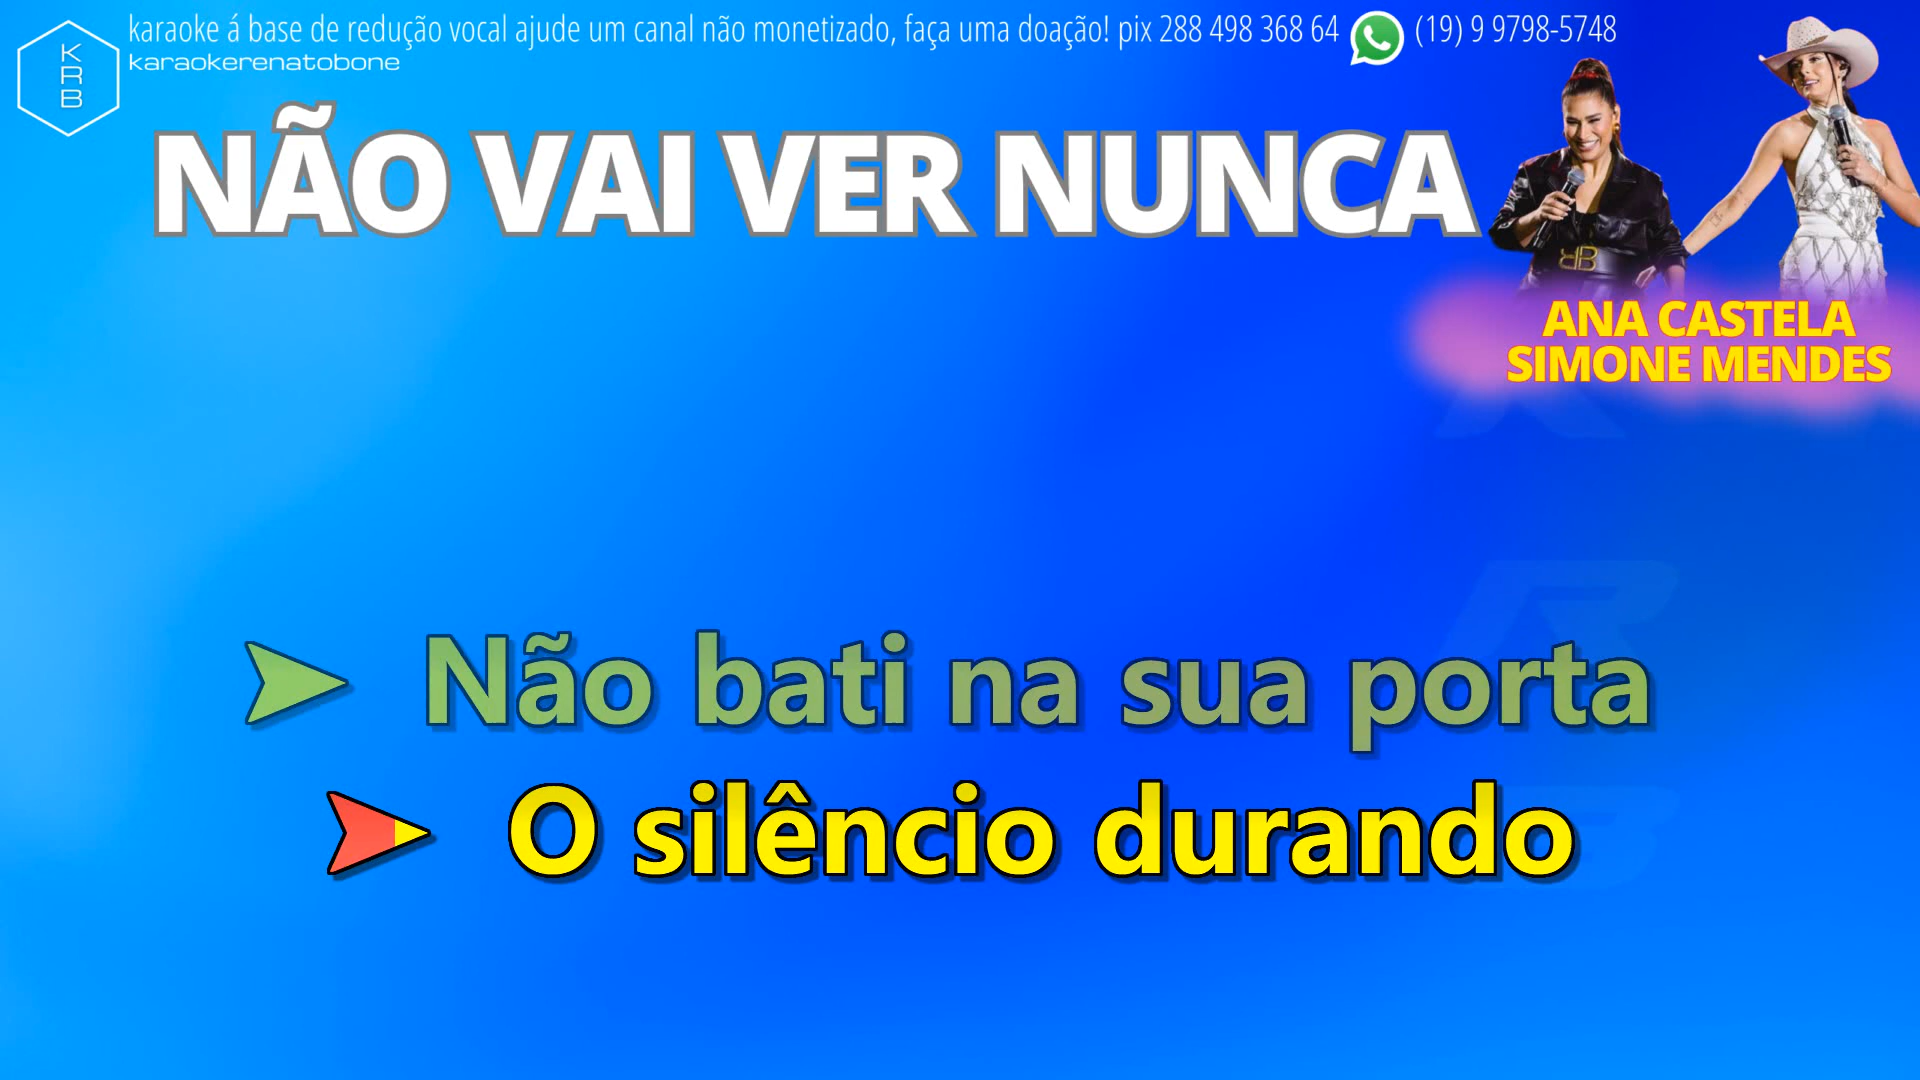 karaoke á base de redução vocal ajude um canal não monetizado, faça uma doação! pix 288 498 368 64 (19) 9 9798-5748
karaokerenatobone
KRB
NÃO VAI VER NUNCA
ANA CASTELA
SIMONE MENDES
Não bati na sua porta
O silêncio durando